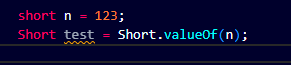 short n = 123;
Short test = Short.valueOf(n);